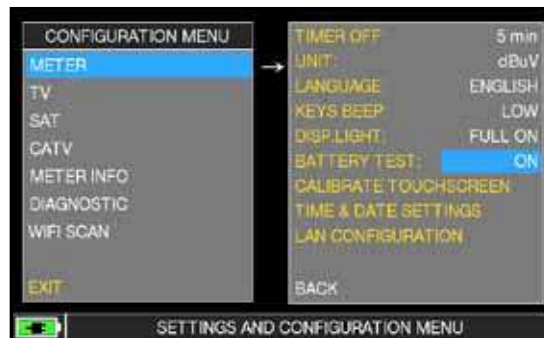 CONFIGURATION MENU
METER
TV
SAT
CATV
METER INFO
DIAGNOSTIC
WIFI SCAN
EXIT
→
TIMER OFF 5 min
UNIT: dBuV
LANGUAGE ENGLISH
KEYS BEEP LOW
DISP.LIGHT: FULL ON
BATTERY TEST: ON
CALIBRATE TOUCHSCREEN
TIME & DATE SETTINGS
LAN CONFIGURATION
BACK
SETTINGS AND CONFIGURATION MENU